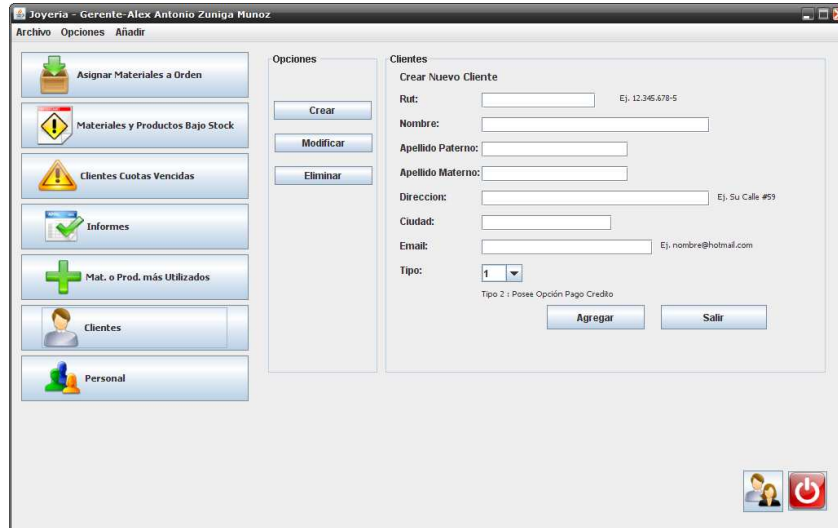 Joyeria - Gerente-Alex Antonio Zuniga Munoz
Archivo Opciones Añadir
Asignar Materiales a Orden
Materiales y Productos Bajo Stock
Clientes Cuotas Vencidas
Informes
Mat. o Prod. más Utilizados
Clientes
Personal
Opciones
Crear
Modificar
Eliminar
Clientes
Crear Nuevo Cliente
Rut: Ej. 12.345.678-5
Nombre:
Apellido Paterno:
Apellido Materno:
Direccion: Ej. Su Calle #59
Ciudad:
Email: Ej. nombre@hotmail.com
Tipo: 1
Tipo 2 : Posee Opción Pago Credito
Agregar Salir